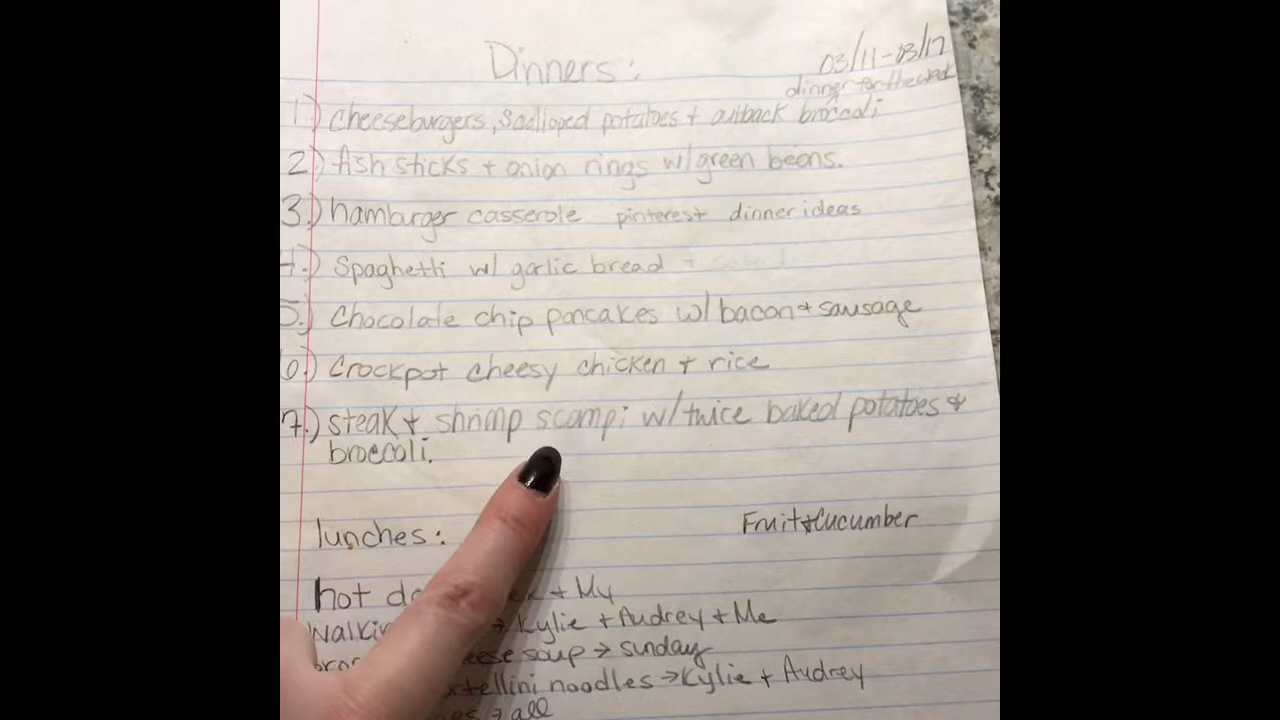 Dinners:
03/11-03/17
dinner for the week
1.) Cheeseburgers, Scalloped potatoes + outback broccoli
2.) fish sticks + onion rings w/ green beans.
3.) hamburger casserole pinterest dinner ideas
4.) Spaghetti w/ garlic bread + salad
5.) Chocolate chip pancakes w/ bacon + sausage
6.) Crockpot cheesy chicken + rice
7.) steak + shrimp scampi w/ twice baked potatoes +
broccoli.
Fruit + Cucumber
lunches:
hot + My
→ Kylie + Audrey + Me
soup → sunday
noodles → Kylie + Audrey
→ all